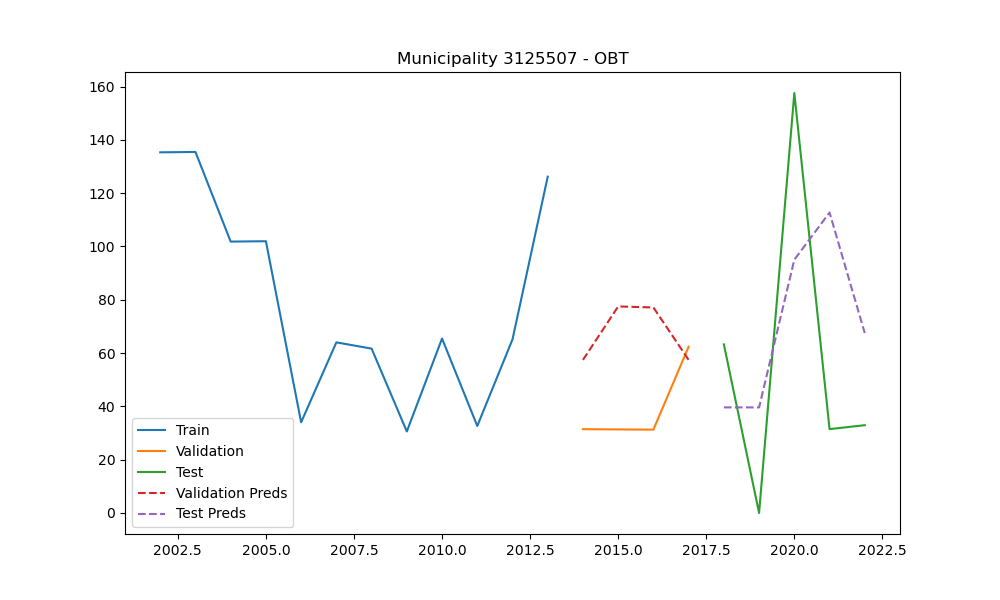 Municipality 3125507 - OBT
160
140
120
100
80
60
40
20
0
Train
Validation
Test
Validation Preds
Test Preds
2002.5 2005.0 2007.5 2010.0 2012.5 2015.0 2017.5 2020.0 2022.5